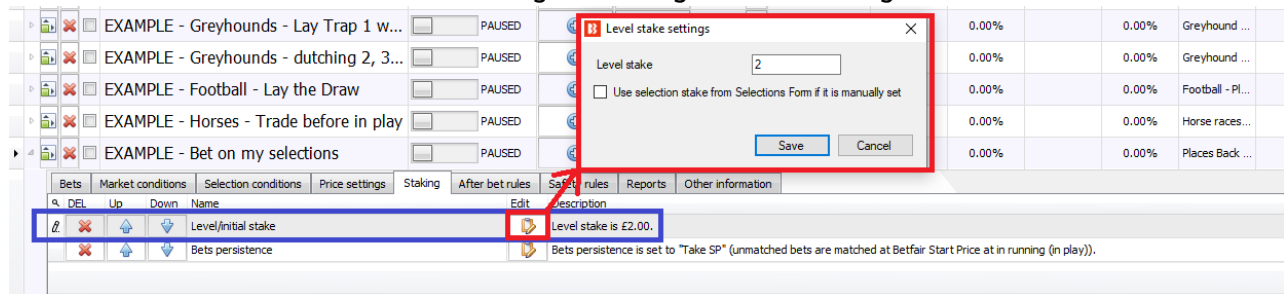 EXAMPLE - Greyhounds - Lay Trap 1 w... PAUSED 0.00% 0.00% Greyhound ...
EXAMPLE - Greyhounds - dutching 2, 3... PAUSED 0.00% 0.00% Greyhound ...
EXAMPLE - Football - Lay the Draw PAUSED 0.00% 0.00% Football - Pl...
EXAMPLE - Horses - Trade before in play PAUSED 0.00% 0.00% Horse races...
EXAMPLE - Bet on my selections PAUSED 0.00% 0.00% Places Back ...
B Level stake settings
Level stake 2
Use selection stake from Selections Form if it is manually set
Save Cancel
Bets Market conditions Selection conditions Price settings Staking After bet rules Safety rules Reports Other information
DEL Up Down Name Edit Description
Level/initial stake Level stake is £2.00.
Bets persistence Bets persistence is set to "Take SP" (unmatched bets are matched at Betfair Start Price at in running (in play)).